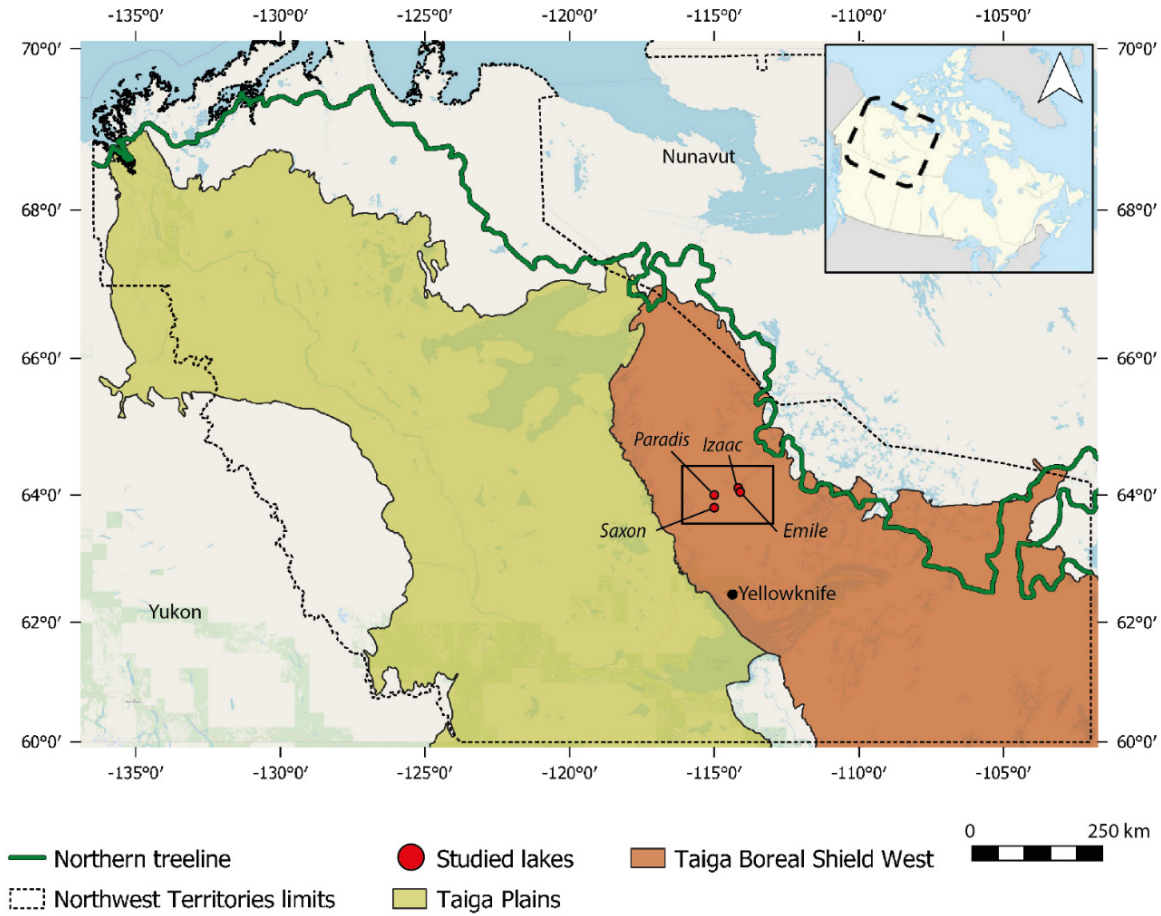 -135°0′ -130°0′ -125°0′ -120°0′ -115°0′ -110°0′ -105°0′
70°0′ 70°0′
Nunavut
68°0′ 68°0′
66°0′ 66°0′
Paradis Izaac
64°0′ 64°0′
Saxon Emile
Yellowknife
Yukon
62°0′ 62°0′
60°0′ 60°0′
-135°0′ -130°0′ -125°0′ -120°0′ -115°0′ -110°0′ -105°0′
0 250 km
Northern treeline Studied lakes Taiga Boreal Shield West
Northwest Territories limits Taiga Plains